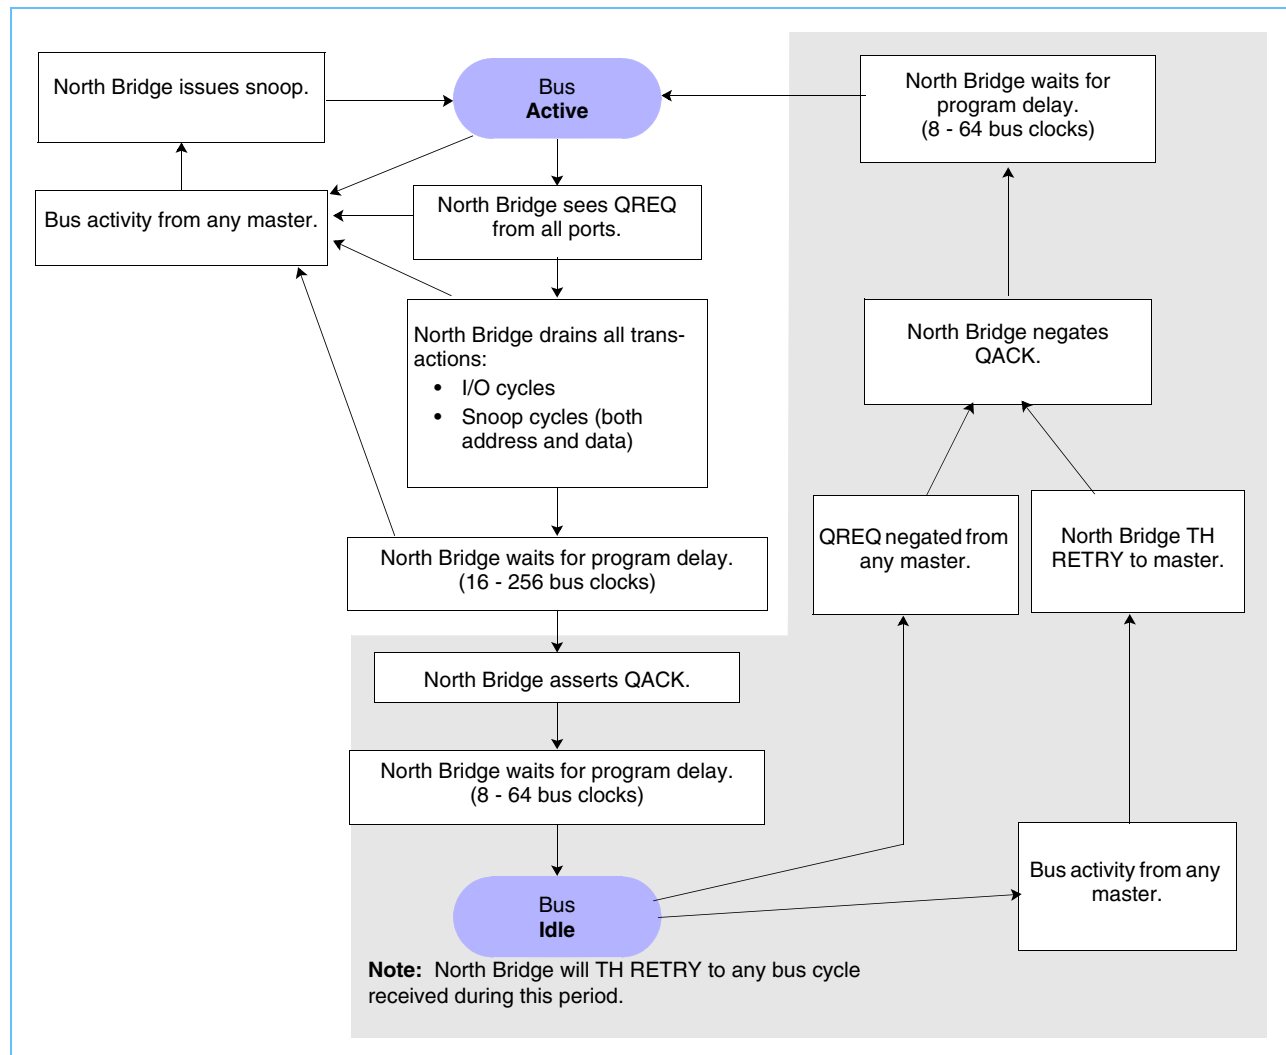 North Bridge issues snoop.
Bus
Active
North Bridge waits for
program delay.
(8 - 64 bus clocks)
Bus activity from any master.
North Bridge sees QREQ
from all ports.
North Bridge drains all trans-
actions:
• I/O cycles
• Snoop cycles (both
address and data)
North Bridge negates
QACK.
North Bridge waits for program delay.
(16 - 256 bus clocks)
QREQ negated from
any master.
North Bridge TH
RETRY to master.
North Bridge asserts QACK.
North Bridge waits for program delay.
(8 - 64 bus clocks)
Bus activity from any
master.
Bus
Idle
Note: North Bridge will TH RETRY to any bus cycle
received during this period.